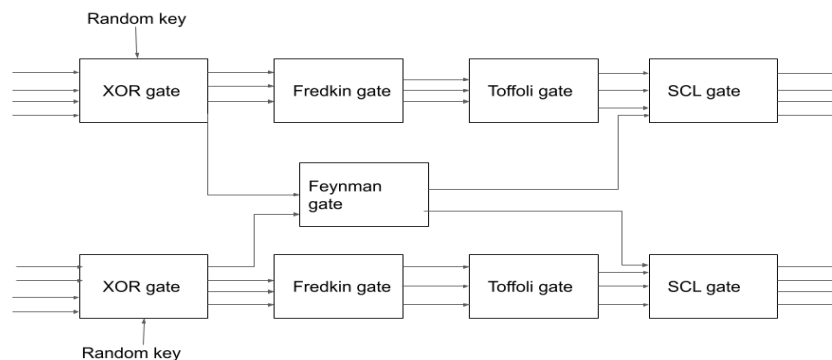 Random key
XOR gate
Fredkin gate
Toffoli gate
SCL gate
Feynman
gate
XOR gate
Fredkin gate
Toffoli gate
SCL gate
Random key